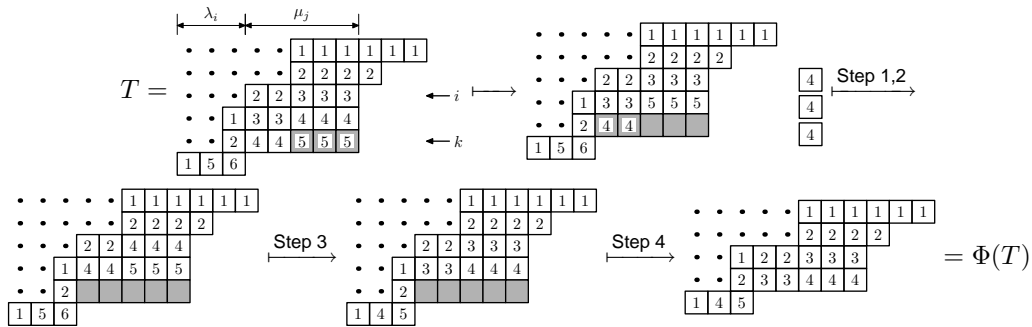 λ_i μ_j
T =
1 1 1 1 1 1
2 2 2 2
2 2 3 3 3
1 3 3 4 4 4
2 4 4 5 5 5
1 5 6
i
k
1 1 1 1 1 1
2 2 2 2
2 2 3 3 3
1 3 3 5 5 5
2 4 4
1 5 6
4
4
4
Step 1,2
1 1 1 1 1 1
2 2 2 2
2 2 4 4 4
1 4 4 5 5 5
2
1 5 6
Step 3
1 1 1 1 1 1
2 2 2 2
2 2 3 3 3
1 3 3 4 4 4
2
1 4 5
Step 4
1 1 1 1 1 1
2 2 2 2
1 2 2 3 3 3
2 3 3 4 4 4
1 4 5
= Φ(T)